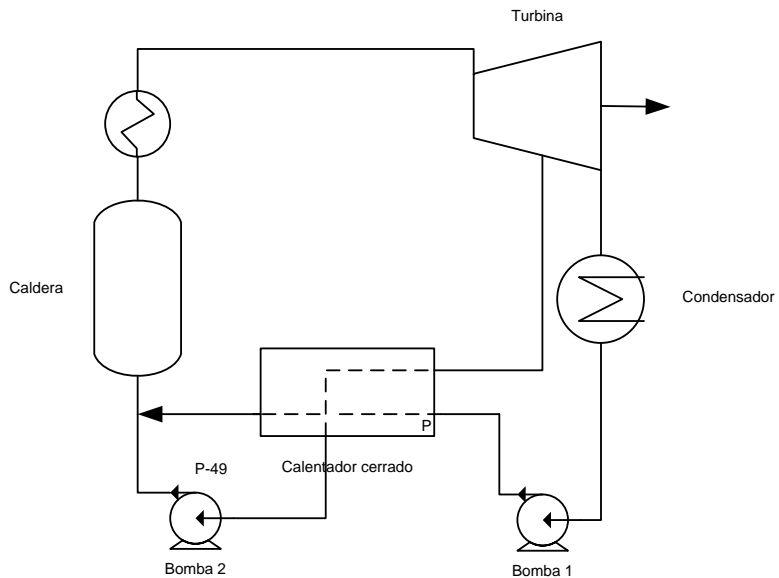 Turbina
Caldera
Condensador
P
Calentador cerrado
P-49
Bomba 2
Bomba 1